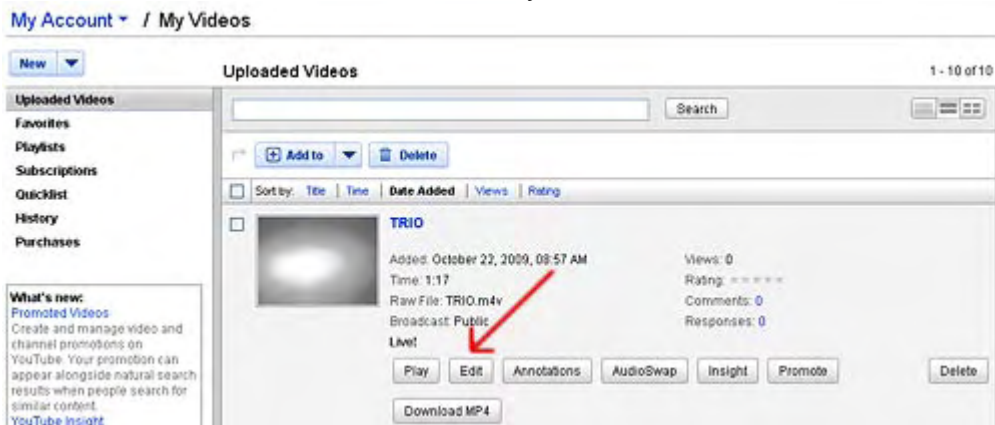 My Account / My Videos
New
Uploaded Videos
1 - 10 of 10
Uploaded Videos
Favorites
Playlists
Subscriptions
Quicklist
History
Purchases
Search
Add to
Delete
Sort by: Title | Time | Date Added | Views | Rating
TRIO
Added: October 22, 2009, 08:57 AM
Time: 1:17
Raw File: TRIO.m4v
Broadcast: Public
Live!
Views: 0
Rating:
Comments: 0
Responses: 0
Play Edit Annotations AudioSwap Insight Promote Delete
Download MP4
What's new:
Promoted Videos
Create and manage video and
channel promotions on
YouTube. Your promotion can
appear alongside natural search
results when people search for
similar content.
YouTube Insight